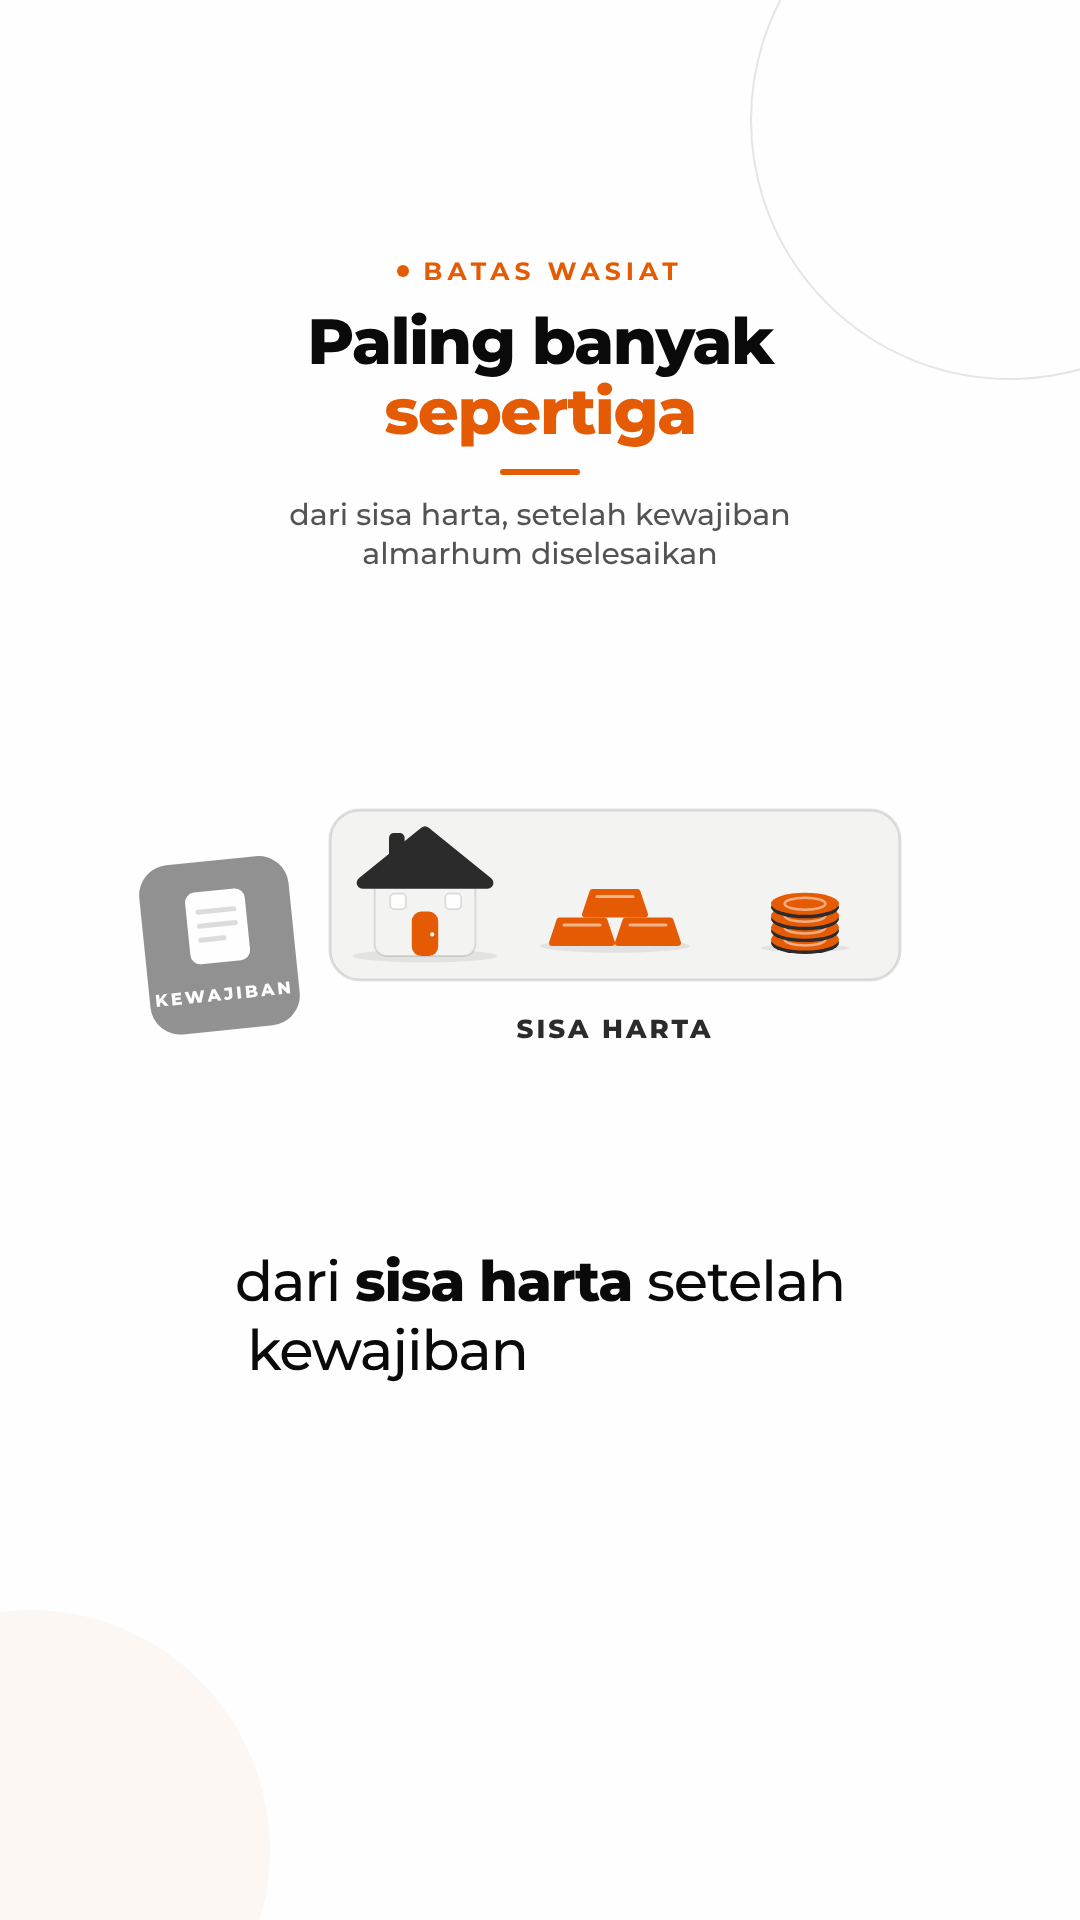 BATAS WASIAT
Paling banyak
sepertiga
dari sisa harta, setelah kewajiban
almarhum diselesaikan
KEWAJIBAN
SISA HARTA
dari sisa harta setelah
kewajiban